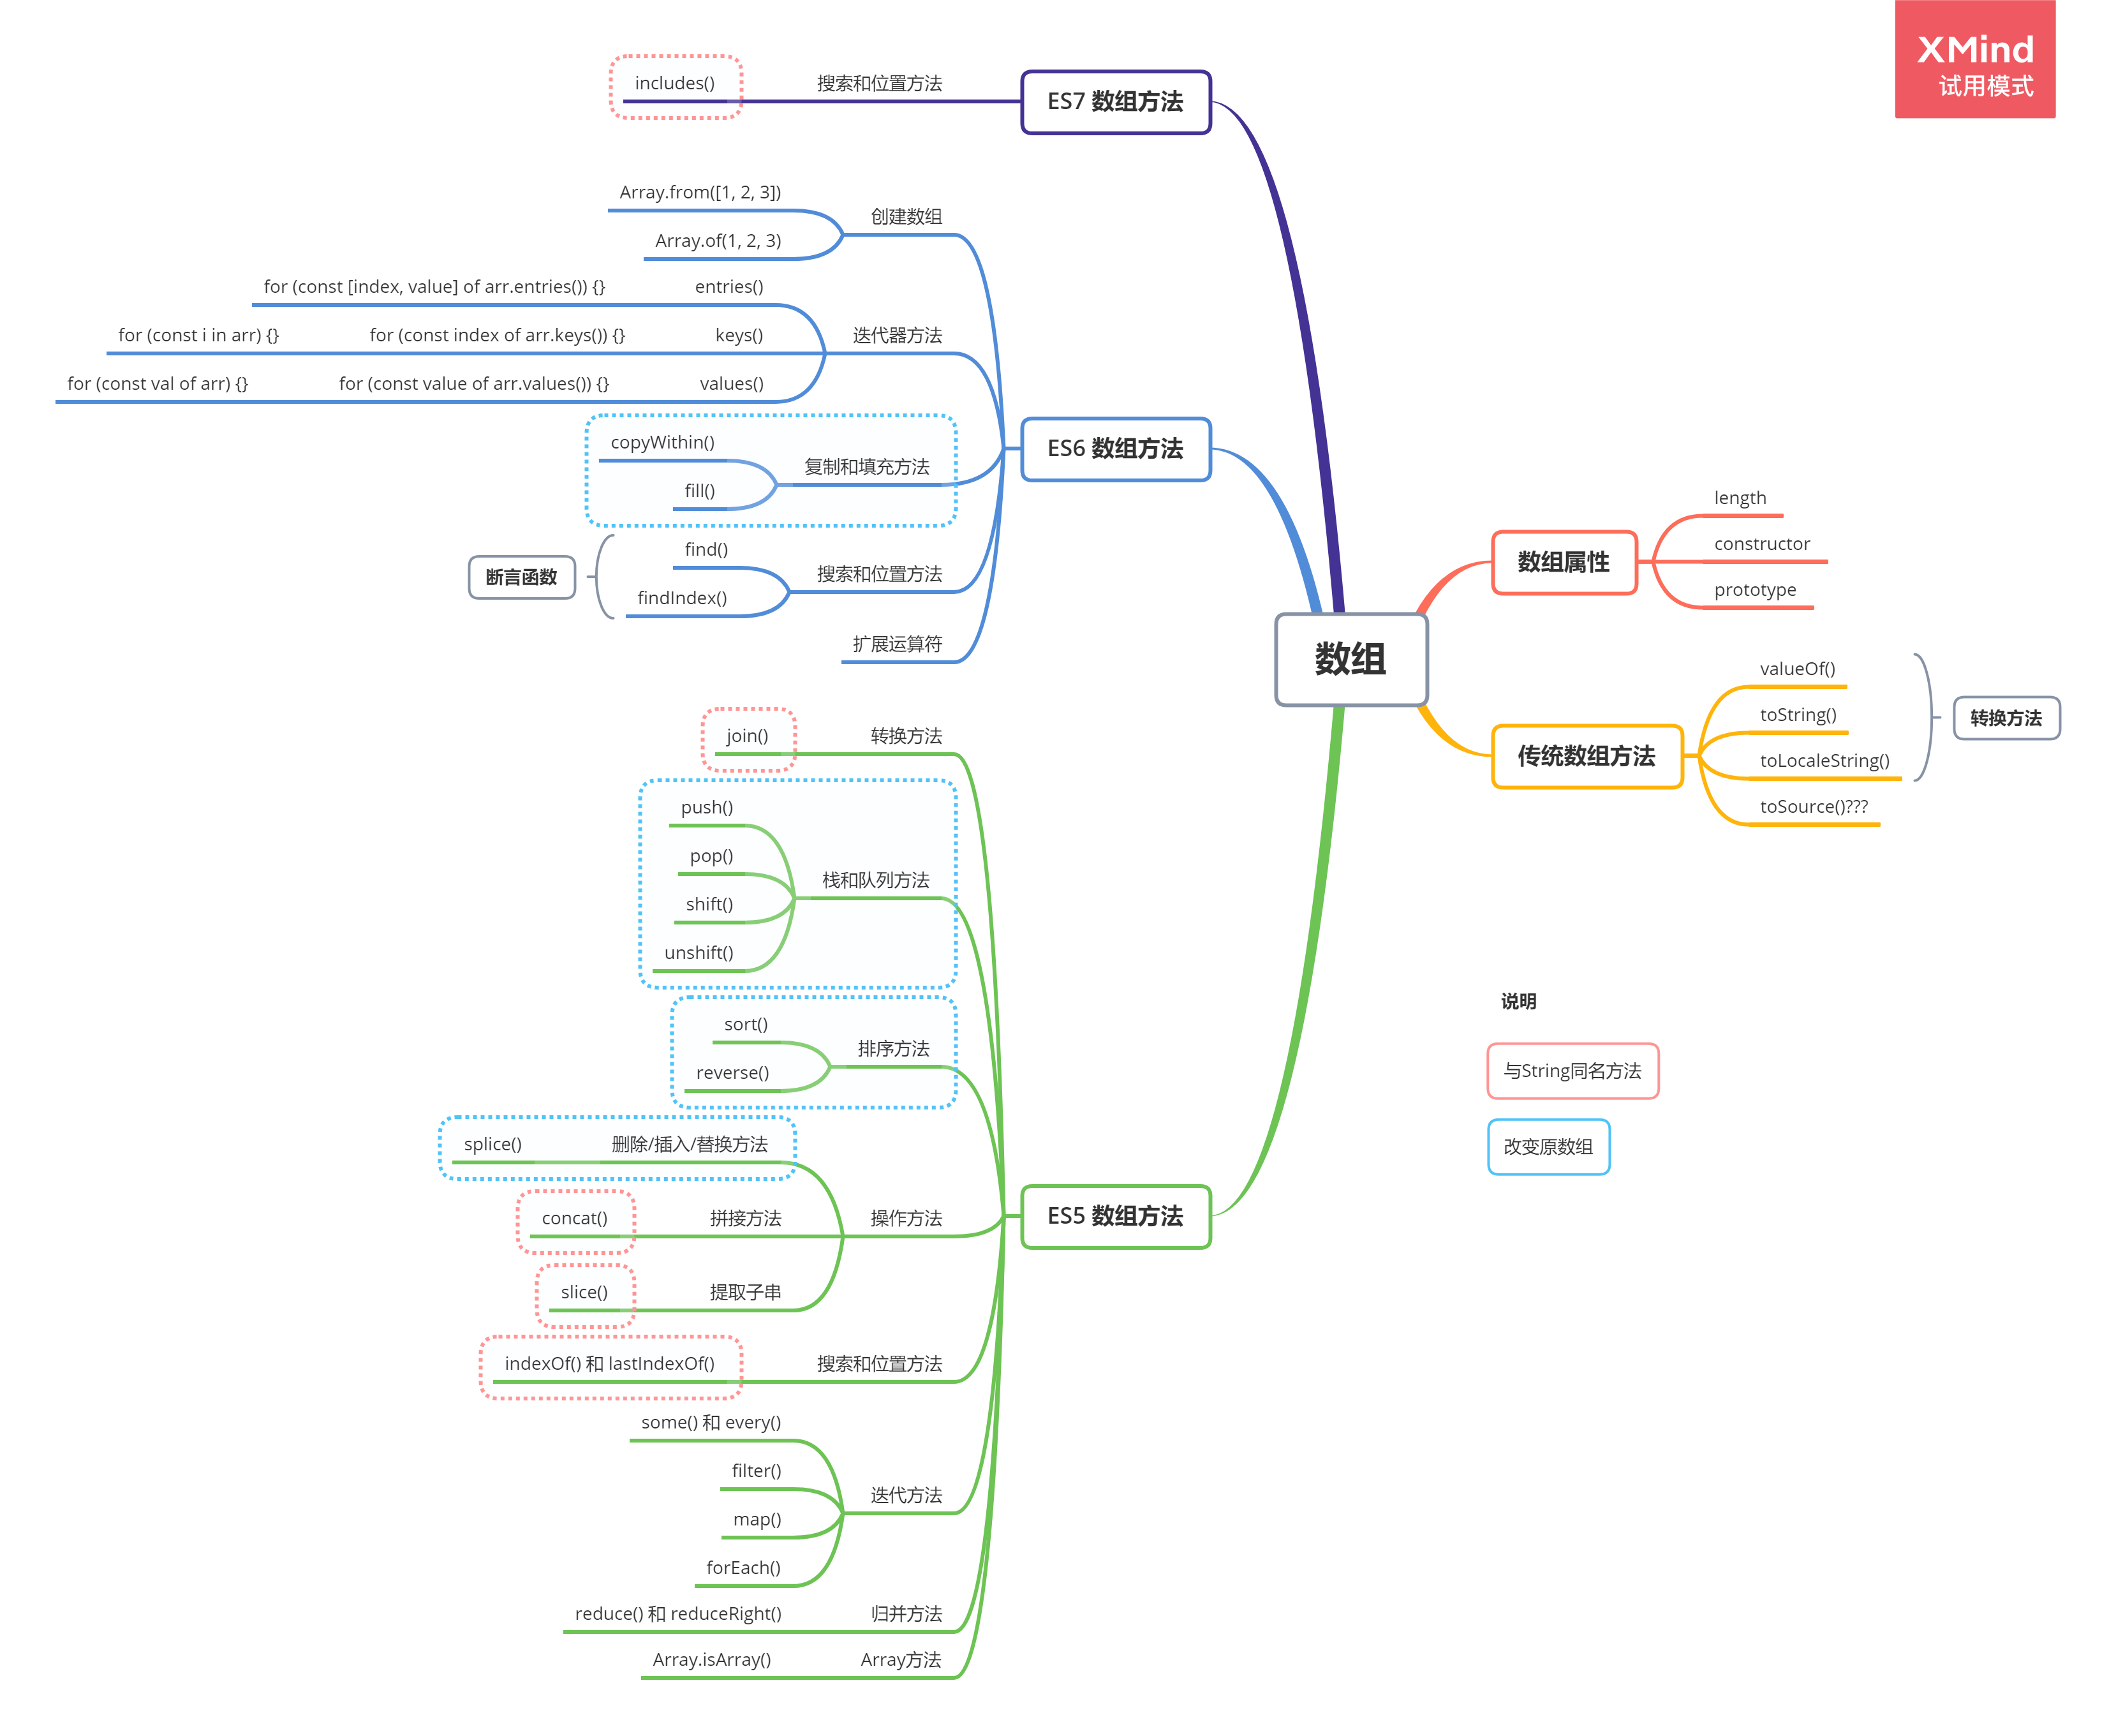 XMind
试用模式
数组
ES7 数组方法
搜索和位置方法
includes()
ES6 数组方法
创建数组
Array.from([1, 2, 3])
Array.of(1, 2, 3)
迭代器方法
entries()
for (const [index, value] of arr.entries()) {}
keys()
for (const index of arr.keys()) {}
for (const i in arr) {}
values()
for (const value of arr.values()) {}
for (const val of arr) {}
复制和填充方法
copyWithin()
fill()
搜索和位置方法
find()
findIndex()
断言函数
扩展运算符
ES5 数组方法
转换方法
join()
栈和队列方法
push()
pop()
shift()
unshift()
排序方法
sort()
reverse()
操作方法
删除/插入/替换方法
splice()
拼接方法
concat()
提取子串
slice()
搜索和位置方法
indexOf() 和 lastIndexOf()
迭代方法
some() 和 every()
filter()
map()
forEach()
归并方法
reduce() 和 reduceRight()
Array方法
Array.isArray()
数组属性
length
constructor
prototype
传统数组方法
valueOf()
toString()
toLocaleString()
toSource()???
转换方法
说明
与String同名方法
改变原数组